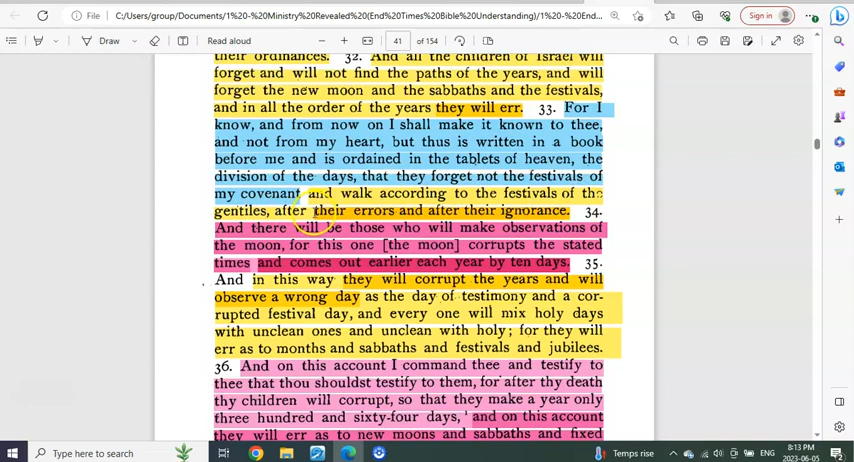 File
C:/Users/group/Documents/1%20-%20Ministry%20Revealed%20(End%20Times%20Bible%20Understanding)/1%20-%20End...
Sign in
Draw
Read aloud
41 of 154
their ordinances. 32. And all the children of Israel will
forget and will not find the paths of the years, and will
forget the new moon and the sabbaths and the festivals,
and in all the order of the years they will err. 33. For I
know, and from now on I shall make it known to thee,
and not from my heart, but thus is written in a book
before me and is ordained in the tablets of heaven, the
division of the days, that they forget not the festivals of
my covenant and walk according to the festivals of the
gentiles, after their errors and after their ignorance. 34.
And there will be those who will make observations of
the moon, for this one [the moon] corrupts the stated
times and comes out earlier each year by ten days. 35.
And in this way they will corrupt the years and will
observe a wrong day as the day of testimony and a cor-
rupted festival day, and every one will mix holy days
with unclean ones and unclean with holy; for they will
err as to months and sabbaths and festivals and jubilees.
36. And on this account I command thee and testify to
thee that thou shouldst testify to them, for after thy death
thy children will corrupt, so that they make a year only
three hundred and sixty-four days, and on this account
they will err as to new moons and sabbaths and fixed
Type here to search
Temps rise
ENG
8:13 PM
2023-06-05
2